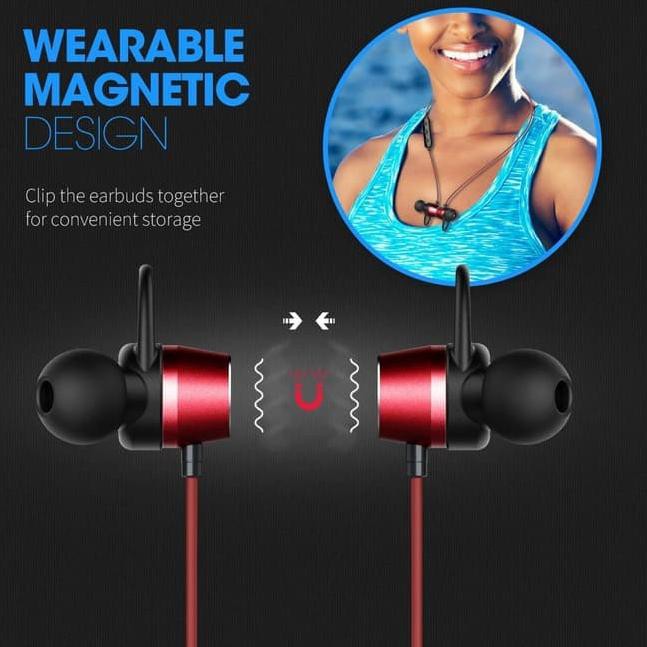 WEARABLE
MAGNETIC
DESIGN
Clip the earbuds together
for convenient storage